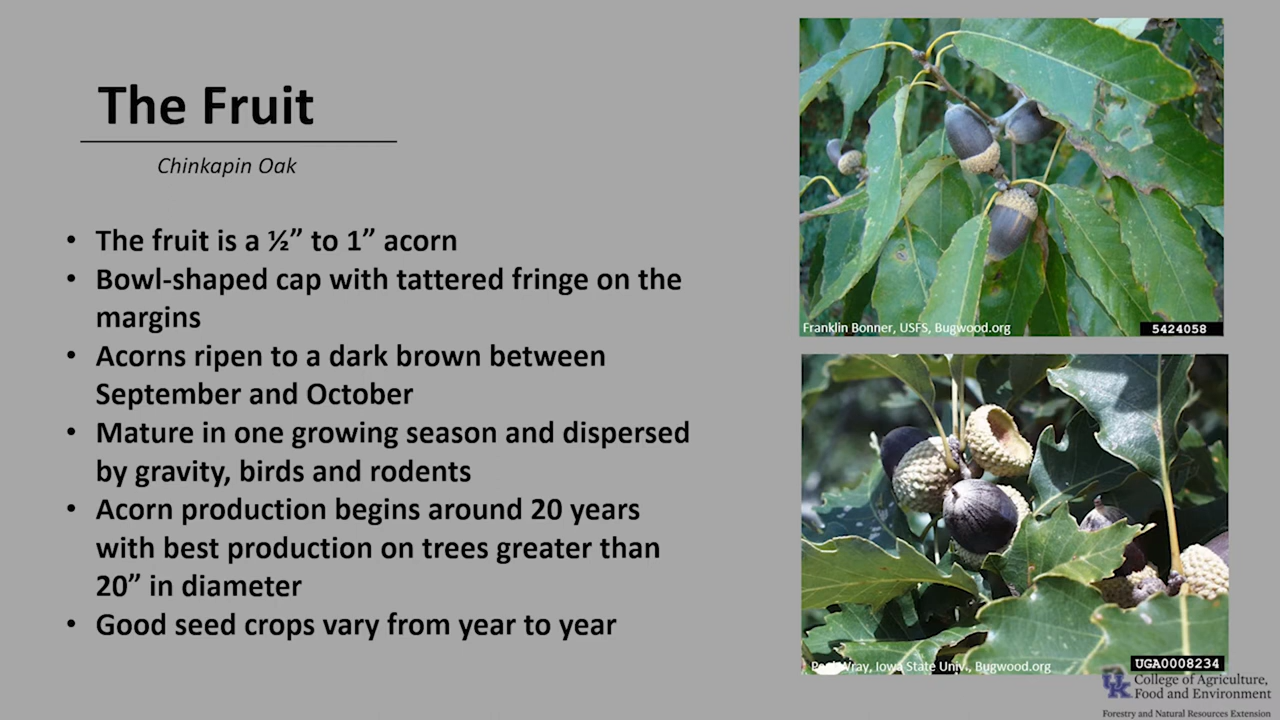 The Fruit
Chinkapin Oak
• The fruit is a ½” to 1” acorn
• Bowl-shaped cap with tattered fringe on the
margins
• Acorns ripen to a dark brown between
September and October
• Mature in one growing season and dispersed
by gravity, birds and rodents
• Acorn production begins around 20 years
with best production on trees greater than
20” in diameter
• Good seed crops vary from year to year
Franklin Bonner, USFS, Bugwood.org
5424058
Wray, Iowa State Univ., Bugwood.org
UGA0008234
UK
College of Agriculture,
Food and Environment
Forestry and Natural Resources Extension